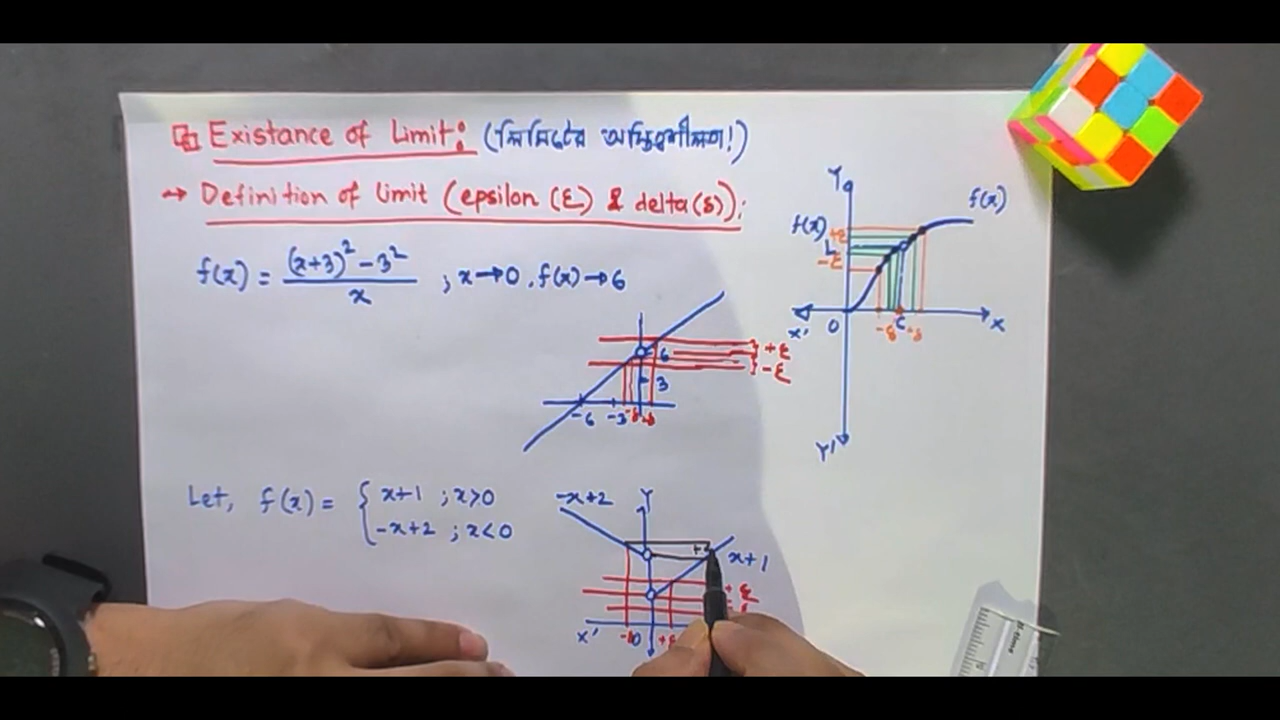 Existance of Limit: (লিমিটের অস্তিত্বশীলতা!)
→ Definition of limit (epsilon (ε) & delta(δ)):
f(x) = ((x+3)² - 3²)/x ; x→0, f(x)→6
Y
f(x)
f(x)
+ε
L
-ε
X'
O
-δ
C
+δ
X
Y'
6
+ε
-ε
3
-6
-3
-δ
+δ
Let, f(x) = { x+1 ; x>0
-x+2 ; x<0
-x+2
Y
x+1
+ε
X'
M-time